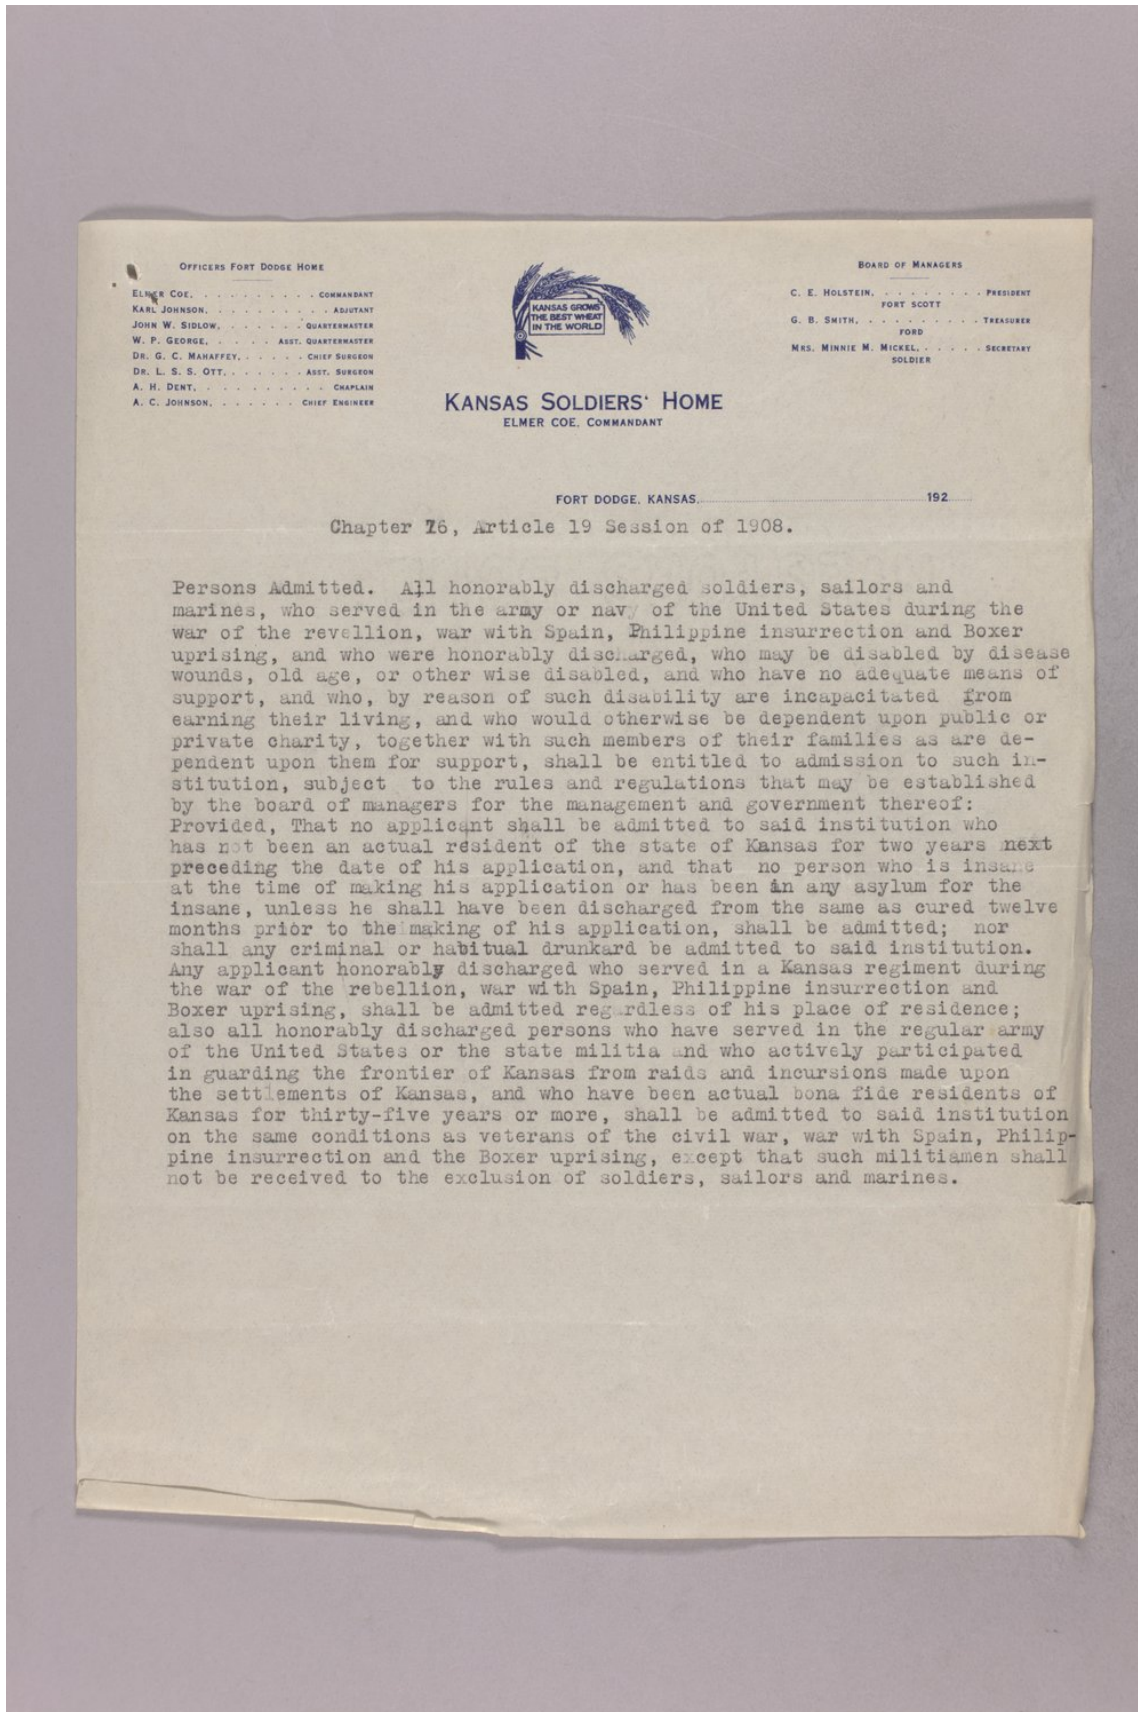 OFFICERS FORT DODGE HOME
ELMER COE, . . . . . . . . . . COMMANDANT
KARL JOHNSON, . . . . . . . . . . ADJUTANT
JOHN W. SIDLOW, . . . . . . . QUARTERMASTER
W. P. GEORGE, . . . . . ASST. QUARTERMASTER
DR. G. C. MAHAFFEY, . . . . . CHIEF SURGEON
DR. L. S. S. OTT, . . . . . . ASST. SURGEON
A. H. DENT, . . . . . . . . . . CHAPLAIN
A. C. JOHNSON, . . . . . . CHIEF ENGINEER
KANSAS GROWS
THE BEST WHEAT
IN THE WORLD
BOARD OF MANAGERS
C. E. HOLSTEIN, . . . . . . . . PRESIDENT
FORT SCOTT
G. B. SMITH, . . . . . . . . . TREASURER
FORD
MRS. MINNIE M. MICKEL, . . . . . SECRETARY
SOLDIER
KANSAS SOLDIERS' HOME
ELMER COE, COMMANDANT
FORT DODGE, KANSAS, 192
Chapter 76, Article 19 Session of 1908.
Persons Admitted. All honorably discharged soldiers, sailors and
marines, who served in the army or navy of the United States during the
war of the revellion, war with Spain, Philippine insurrection and Boxer
uprising, and who were honorably discharged, who may be disabled by disease
wounds, old age, or other wise disabled, and who have no adequate means of
support, and who, by reason of such disability are incapacitated from
earning their living, and who would otherwise be dependent upon public or
private charity, together with such members of their families as are de-
pendent upon them for support, shall be entitled to admission to such in-
stitution, subject to the rules and regulations that may be established
by the board of managers for the management and government thereof:
Provided, That no applicant shall be admitted to said institution who
has not been an actual resident of the state of Kansas for two years next
preceding the date of his application, and that no person who is insane
at the time of making his application or has been in any asylum for the
insane, unless he shall have been discharged from the same as cured twelve
months prior to the making of his application, shall be admitted; nor
shall any criminal or habitual drunkard be admitted to said institution.
Any applicant honorably discharged who served in a Kansas regiment during
the war of the rebellion, war with Spain, Philippine insurrection and
Boxer uprising, shall be admitted regardless of his place of residence;
also all honorably discharged persons who have served in the regular army
of the United States or the state militia and who actively participated
in guarding the frontier of Kansas from raids and incursions made upon
the settlements of Kansas, and who have been actual bona fide residents of
Kansas for thirty-five years or more, shall be admitted to said institution
on the same conditions as veterans of the civil war, war with Spain, Philip-
pine insurrection and the Boxer uprising, except that such militiamen shall
not be received to the exclusion of soldiers, sailors and marines.